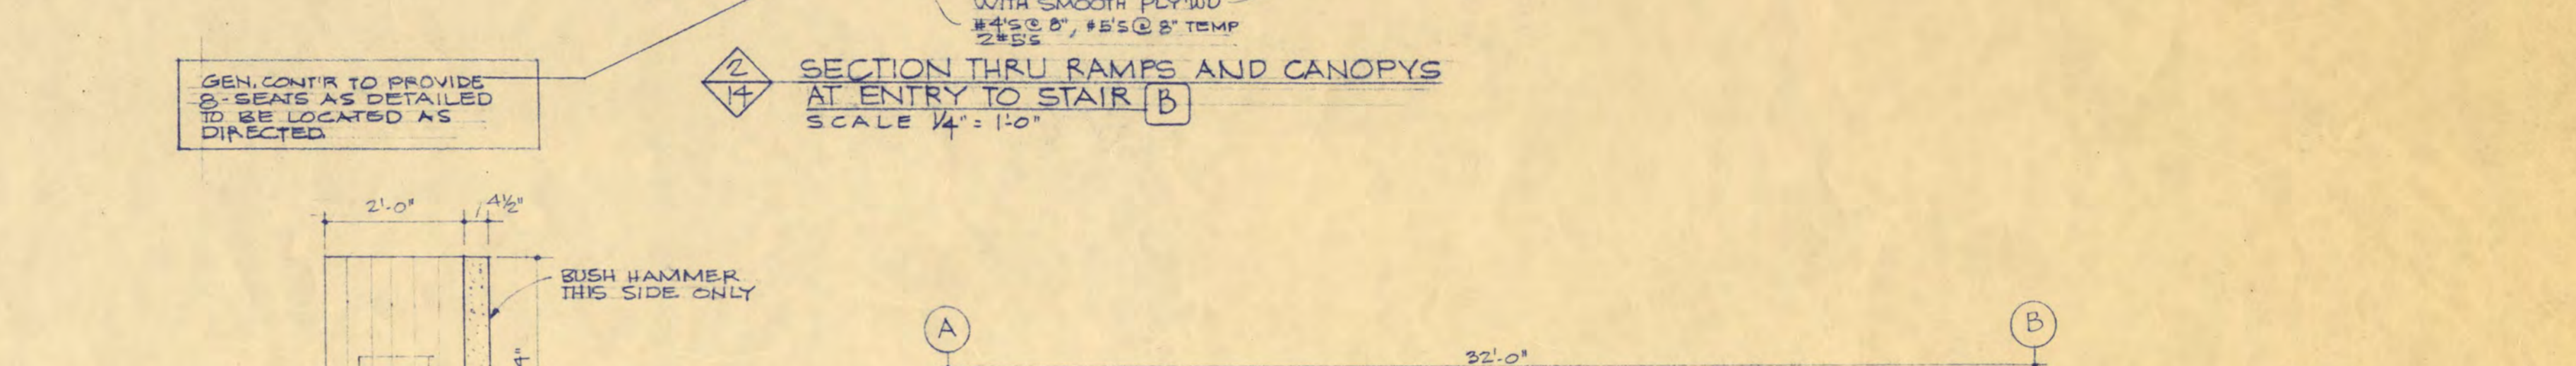 WITH SMOOTH PLYWD
#4'S @ 8", #5'S @ 8" TEMP
2#5'S
GEN. CONT'R TO PROVIDE
8-SEATS AS DETAILED
TO BE LOCATED AS
DIRECTED
2
14
SECTION THRU RAMPS AND CANOPYS
AT ENTRY TO STAIR B
SCALE 1/4" = 1'-0"
2'-0"
4 1/2"
BUSH HAMMER
THIS SIDE ONLY
A
B
32'-0"